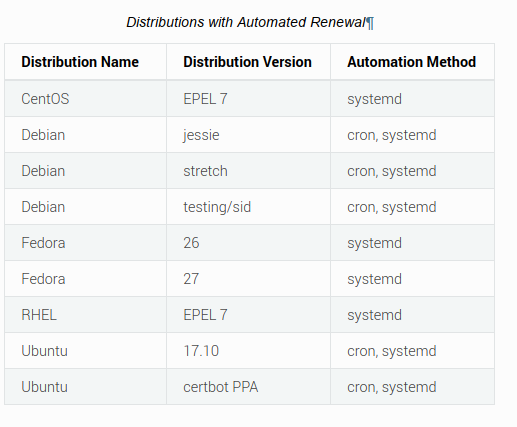 Distributions with Automated Renewal¶
Distribution Name Distribution Version Automation Method
CentOS EPEL 7 systemd
Debian jessie cron, systemd
Debian stretch cron, systemd
Debian testing/sid cron, systemd
Fedora 26 systemd
Fedora 27 systemd
RHEL EPEL 7 systemd
Ubuntu 17.10 cron, systemd
Ubuntu certbot PPA cron, systemd